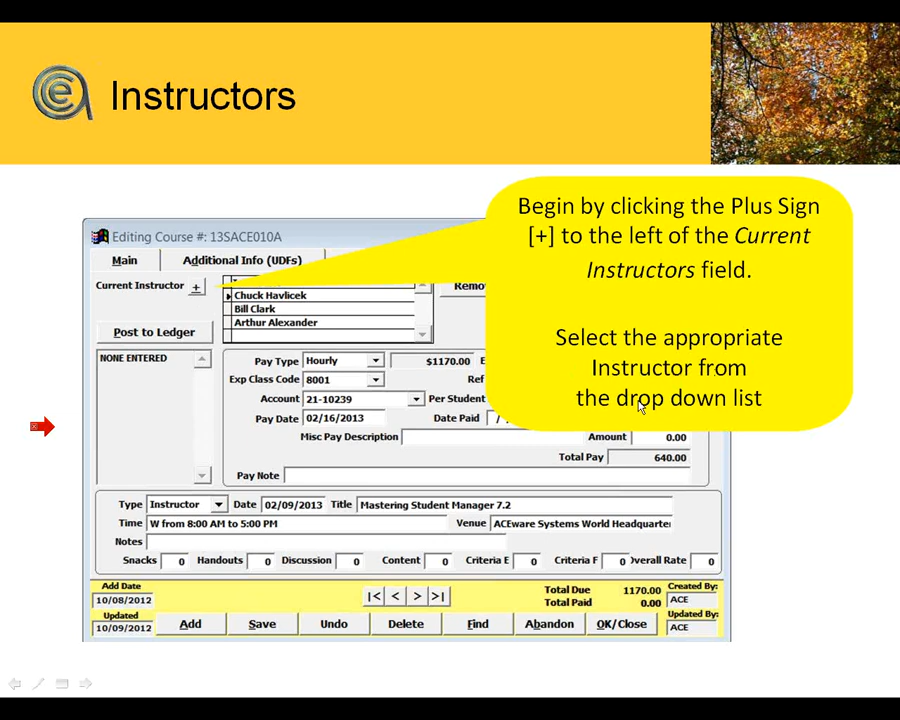 Instructors
Begin by clicking the Plus Sign
[+] to the left of the Current
Instructors field.
Select the appropriate
Instructor from
the drop down list
Editing Course #: 13SACE010A
Main Additional Info (UDFs)
Current Instructor +
Chuck Havlicek
Bill Clark
Arthur Alexander
Post to Ledger
NONE ENTERED
Pay Type Hourly $1170.00
Exp Class Code 8001 Ref
Account 21-10239 Per Student
Pay Date 02/16/2013 Date Paid / 
Misc Pay Description Amount 0.00
Total Pay 640.00
Pay Note
Type Instructor Date 02/09/2013 Title Mastering Student Manager 7.2
Time W from 8:00 AM to 5:00 PM Venue ACEware Systems World Headquarte
Notes
Snacks 0 Handouts 0 Discussion 0 Content 0 Criteria E 0 Criteria F 0 Overall Rate 0
Add Date
10/08/2012
Updated
10/09/2012
|< < > >|
Total Due 1170.00
Total Paid 0.00
Created By:
ACE
Updated By:
ACE
Add Save Undo Delete Find Abandon OK/Close